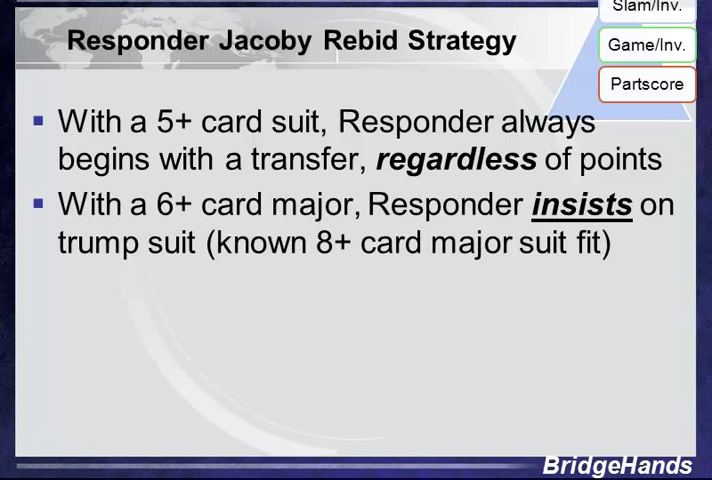 Slam/Inv.
Responder Jacoby Rebid Strategy
Game/Inv.
Partscore
With a 5+ card suit, Responder always
begins with a transfer, regardless of points
With a 6+ card major, Responder insists on
trump suit (known 8+ card major suit fit)
BridgeHands